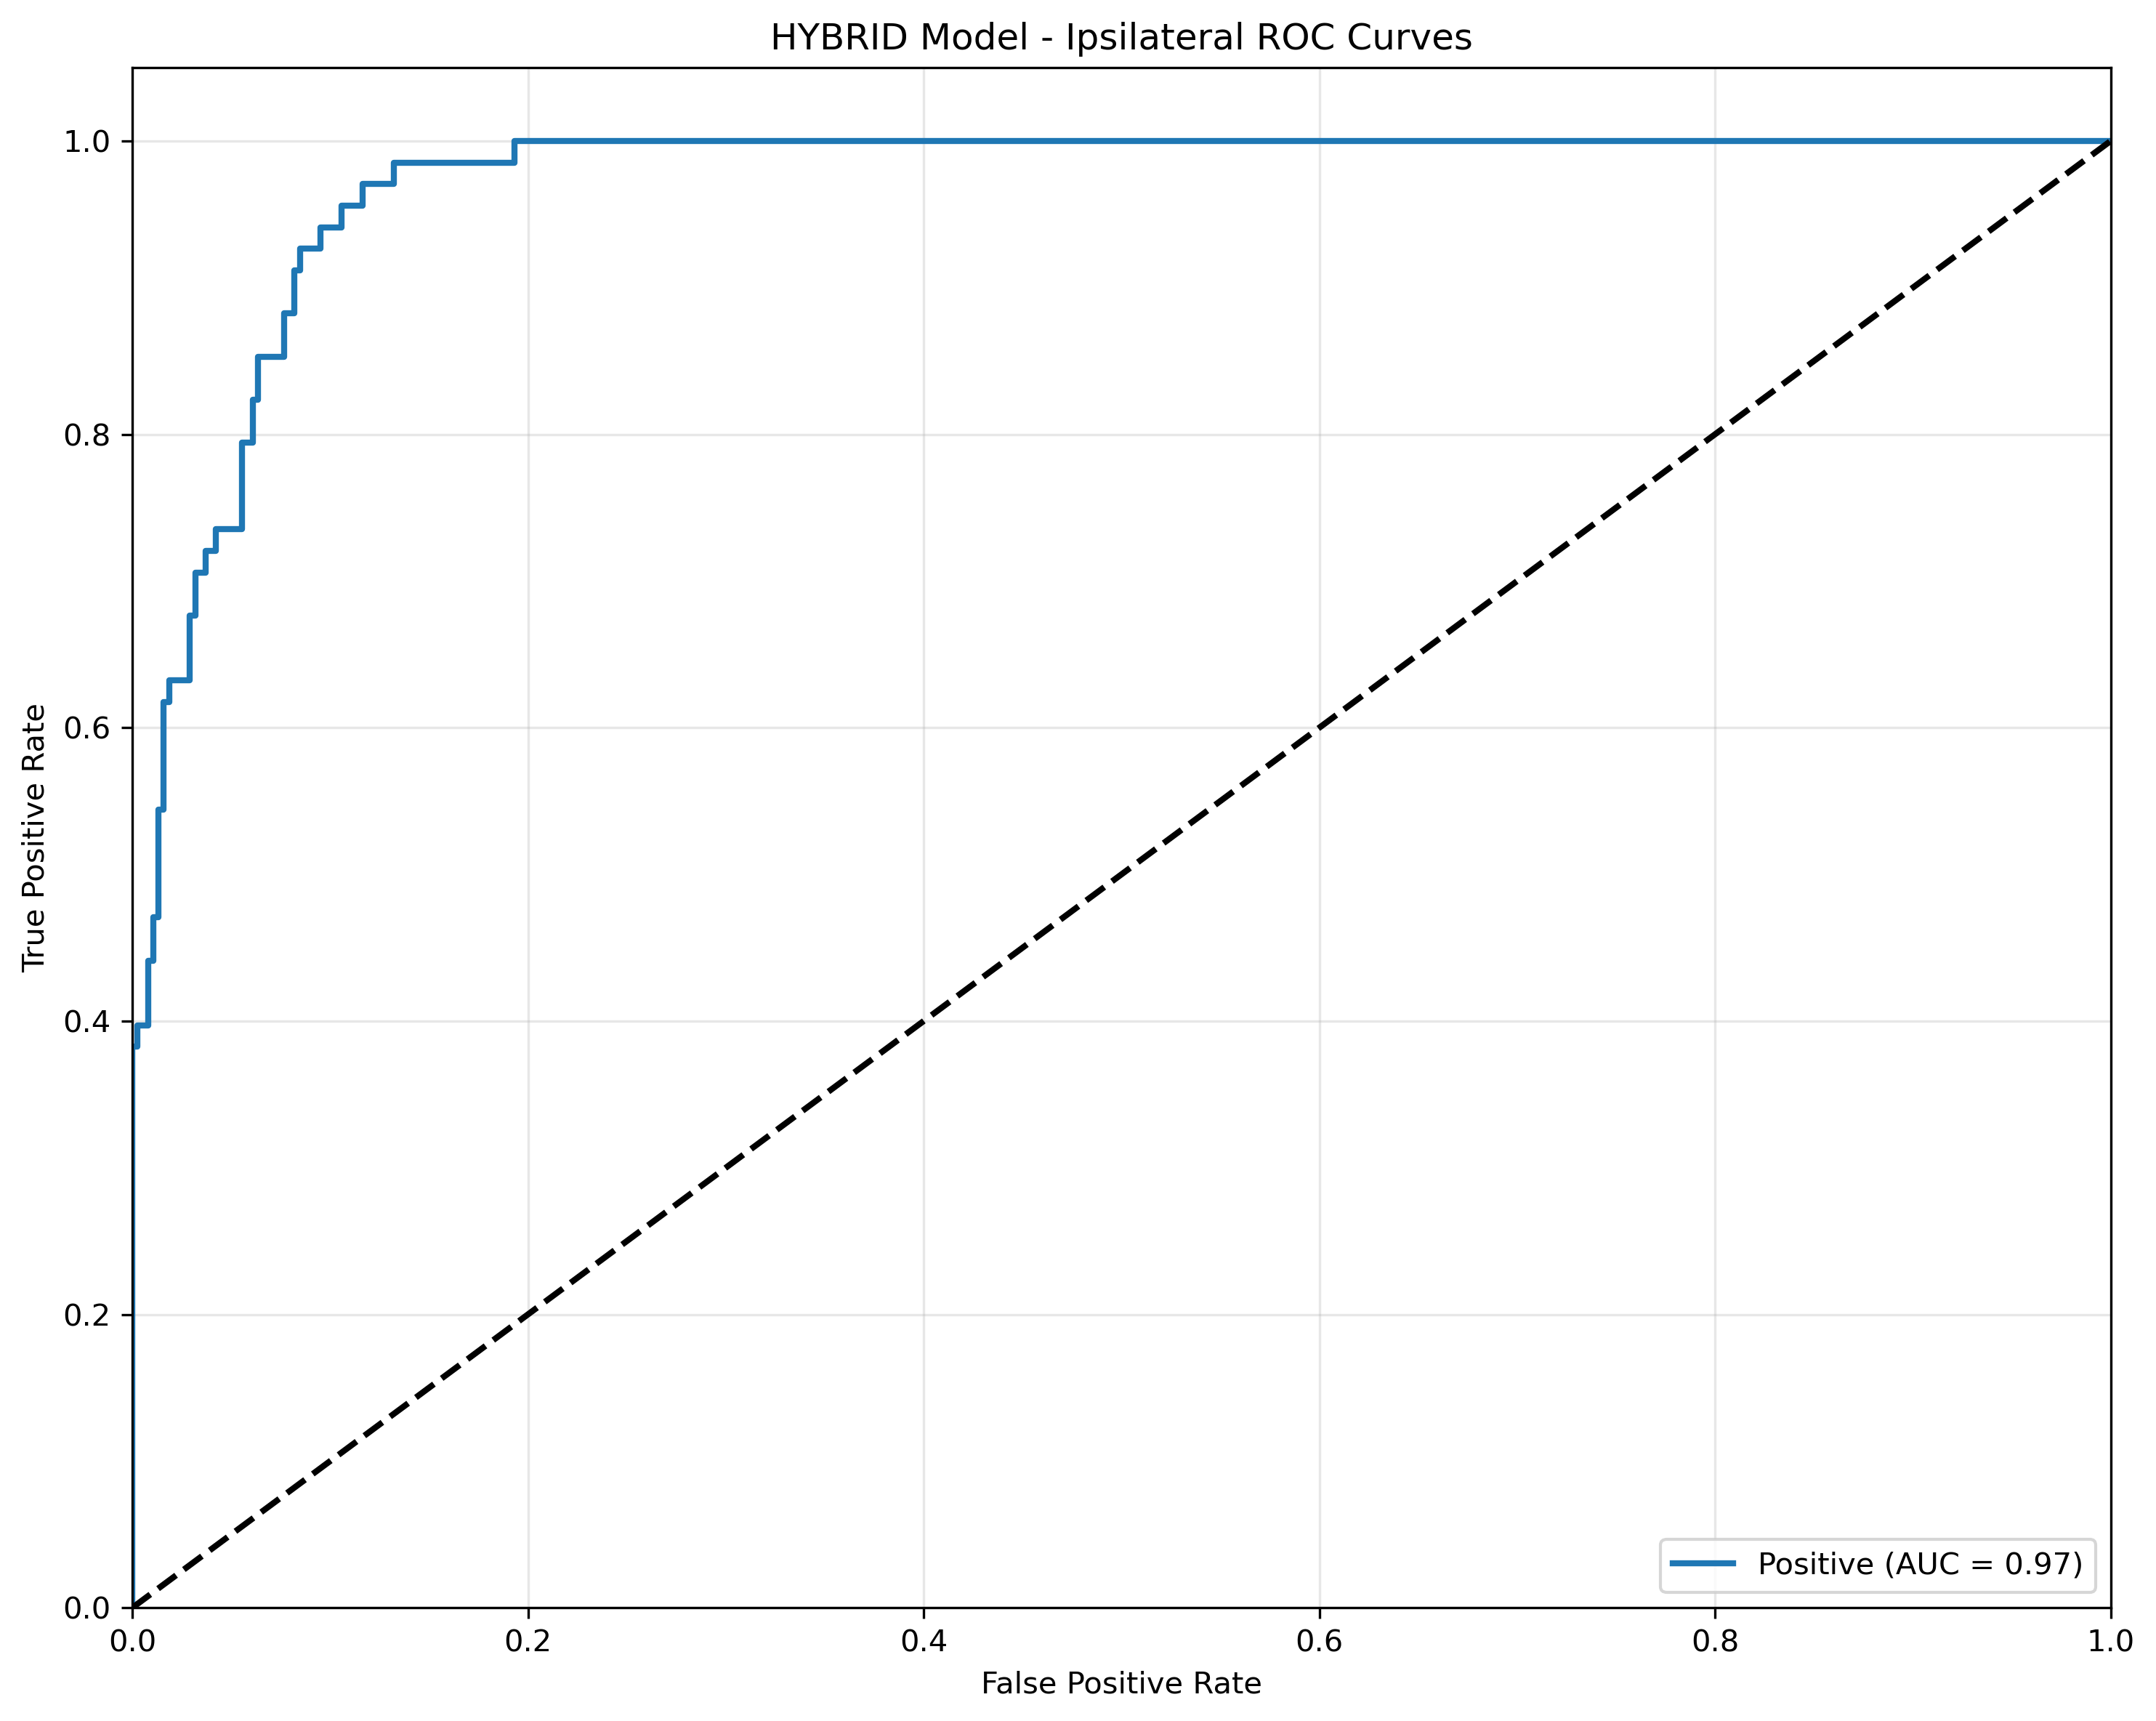 HYBRID Model - Ipsilateral ROC Curves
1.0
0.8
0.6
0.4
0.2
0.0
True Positive Rate
0.0 0.2 0.4 0.6 0.8 1.0
False Positive Rate
Positive (AUC = 0.97)